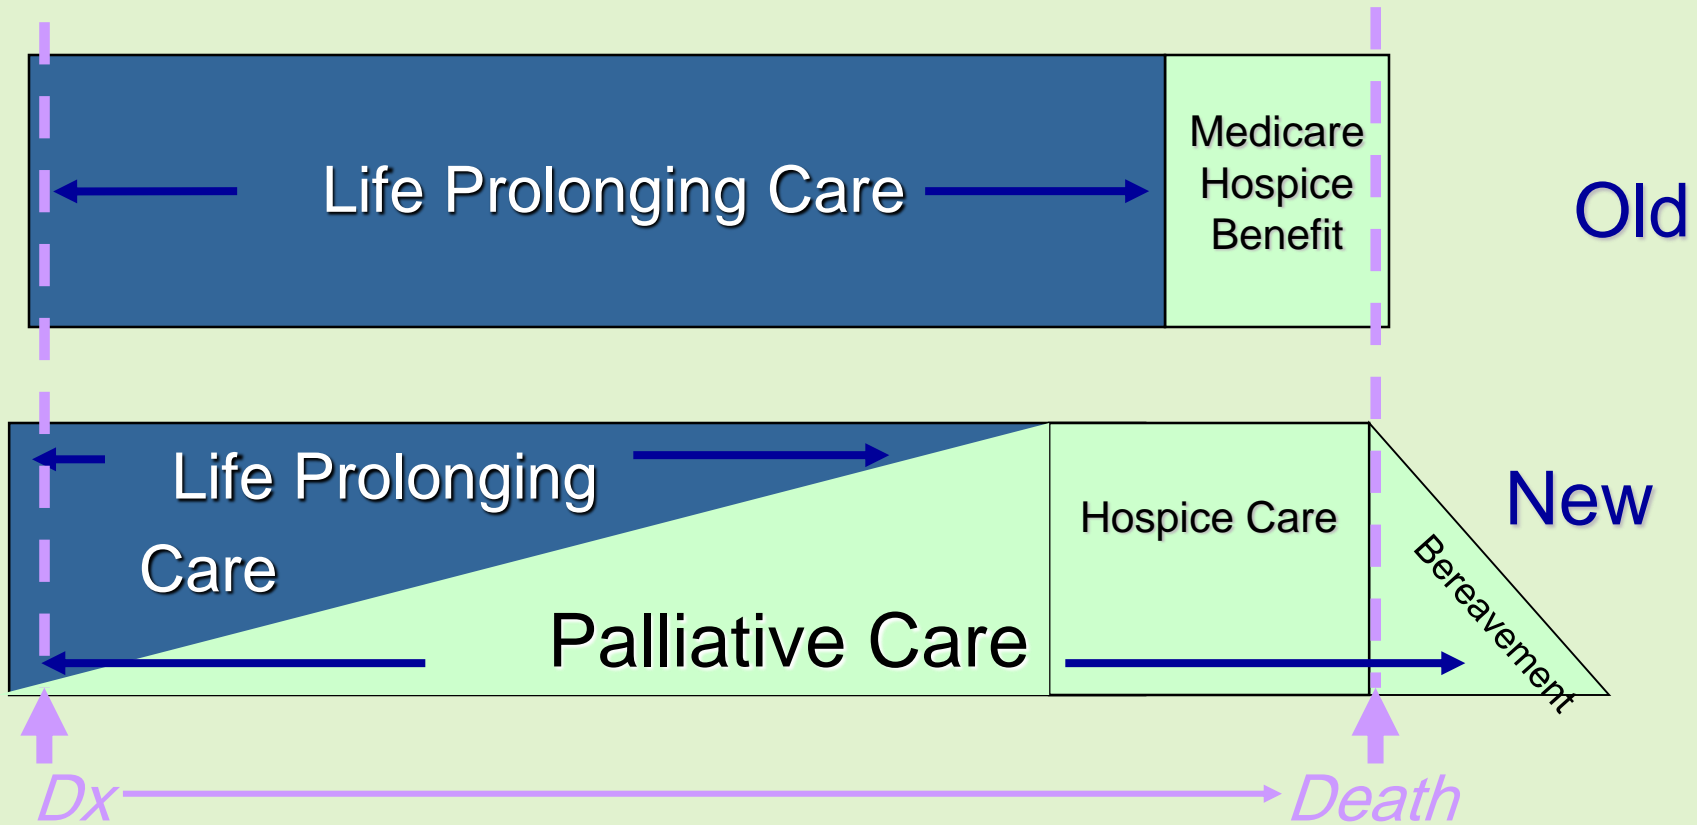 Life Prolonging Care
Medicare
Hospice
Benefit
Old
Life Prolonging
Care
Hospice Care
New
Bereavement
Palliative Care
Dx
Death